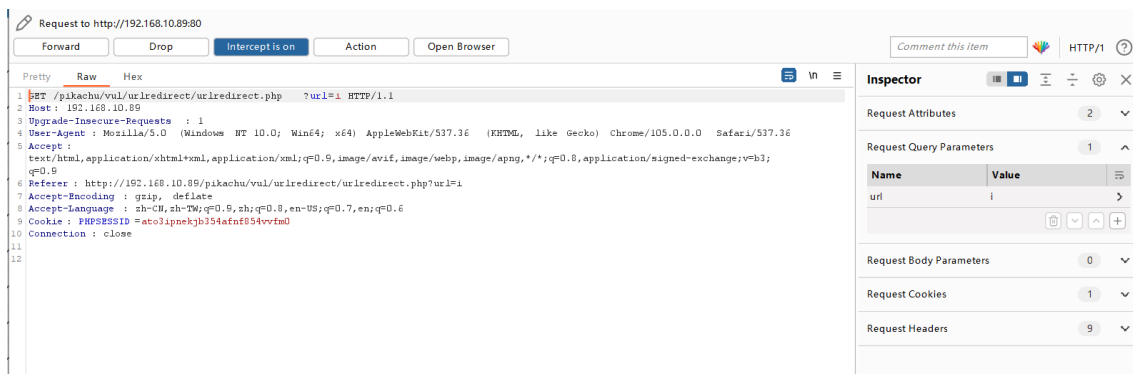 Request to http://192.168.10.89:80
Forward Drop Intercept is on Action Open Browser Comment this item HTTP/1
Pretty Raw Hex \n
Inspector
1 GET /pikachu/vul/urlredirect/urlredirect.php ?url=i HTTP/1.1
2 Host: 192.168.10.89
3 Upgrade-Insecure-Requests : 1
4 User-Agent : Mozilla/5.0 (Windows NT 10.0; Win64; x64) AppleWebKit/537.36 (KHTML, like Gecko) Chrome/105.0.0.0 Safari/537.36
5 Accept :
text/html,application/xhtml+xml,application/xml;q=0.9,image/avif,image/webp,image/apng,*/*;q=0.8,application/signed-exchange;v=b3;
q=0.9
6 Referer : http://192.168.10.89/pikachu/vul/urlredirect/urlredirect.php?url=i
7 Accept-Encoding : gzip, deflate
8 Accept-Language : zh-CN,zh-TW;q=0.9,zh;q=0.8,en-US;q=0.7,en;q=0.6
9 Cookie : PHPSESSID =ato3ipnekjb354afnf854vvfm0
10 Connection : close
11
12
Request Attributes 2
Request Query Parameters 1
Name Value
url i
Request Body Parameters 0
Request Cookies 1
Request Headers 9